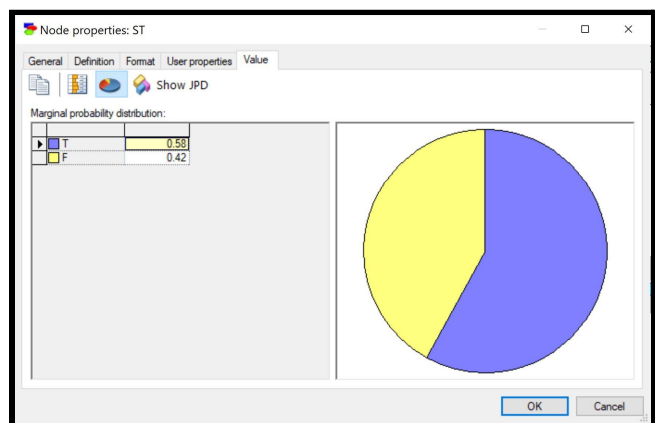 Node properties: ST
General Definition Format User properties Value
Show JPD
Marginal probability distribution:
T 0.58
F 0.42
OK Cancel